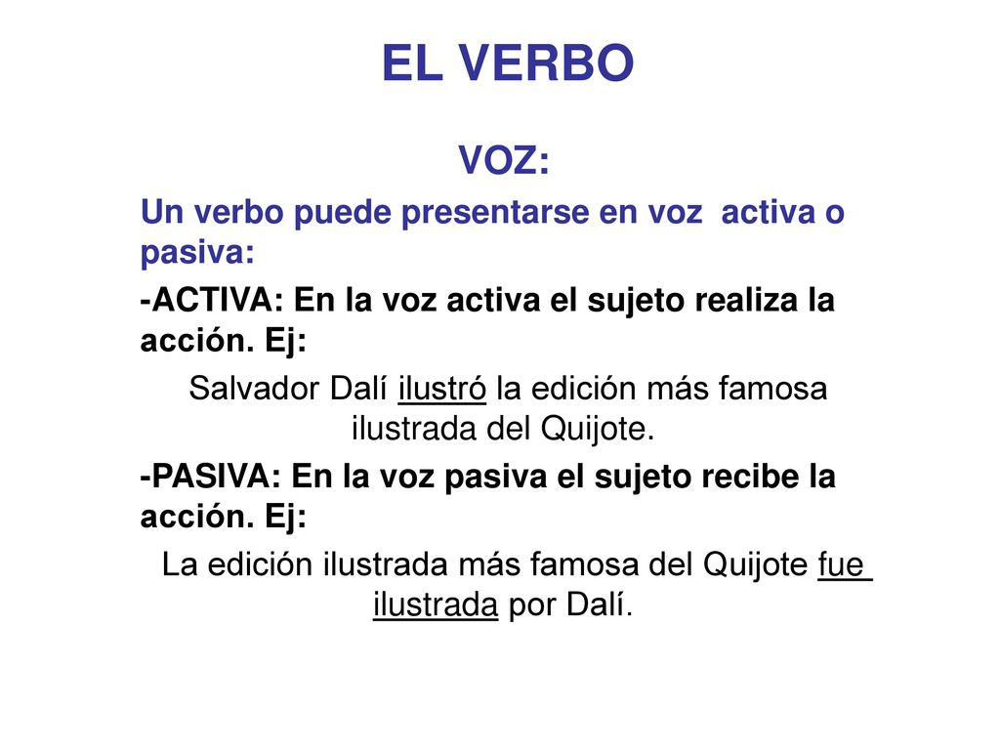 EL VERBO
VOZ:
Un verbo puede presentarse en voz  activa o
pasiva:
-ACTIVA: En la voz activa el sujeto realiza la
acción. Ej:
Salvador Dalí ilustró la edición más famosa
ilustrada del Quijote.
-PASIVA: En la voz pasiva el sujeto recibe la
acción. Ej:
La edición ilustrada más famosa del Quijote fue
ilustrada por Dalí.